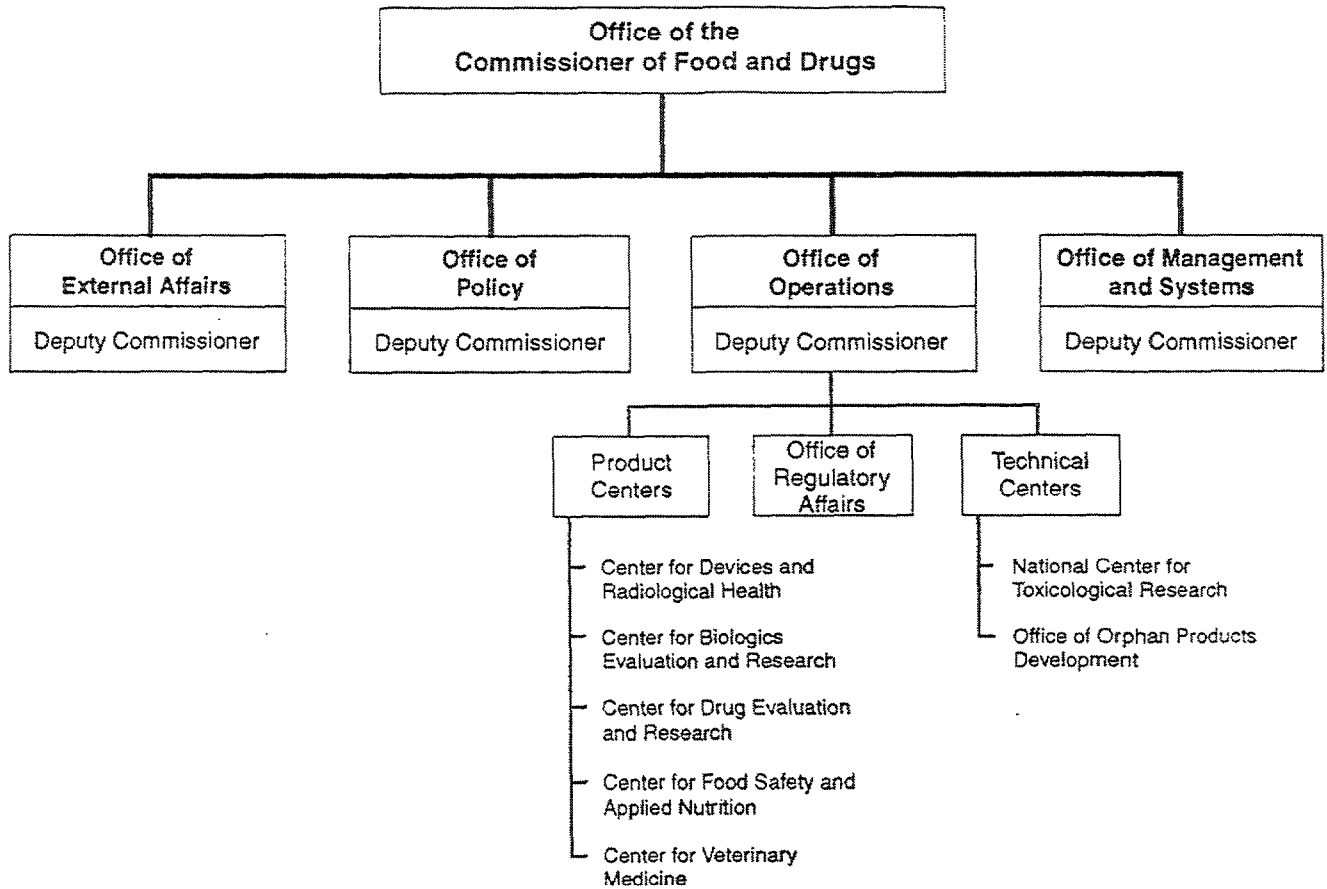 Office of the
Commissioner of Food and Drugs
Office of
External Affairs
Deputy Commissioner
Office of
Policy
Deputy Commissioner
Office of
Operations
Deputy Commissioner
Office of Management
and Systems
Deputy Commissioner
Product
Centers
Office of
Regulatory
Affairs
Technical
Centers
Center for Devices and
Radiological Health
Center for Biologics
Evaluation and Research
Center for Drug Evaluation
and Research
Center for Food Safety and
Applied Nutrition
Center for Veterinary
Medicine
National Center for
Toxicological Research
Office of Orphan Products
Development